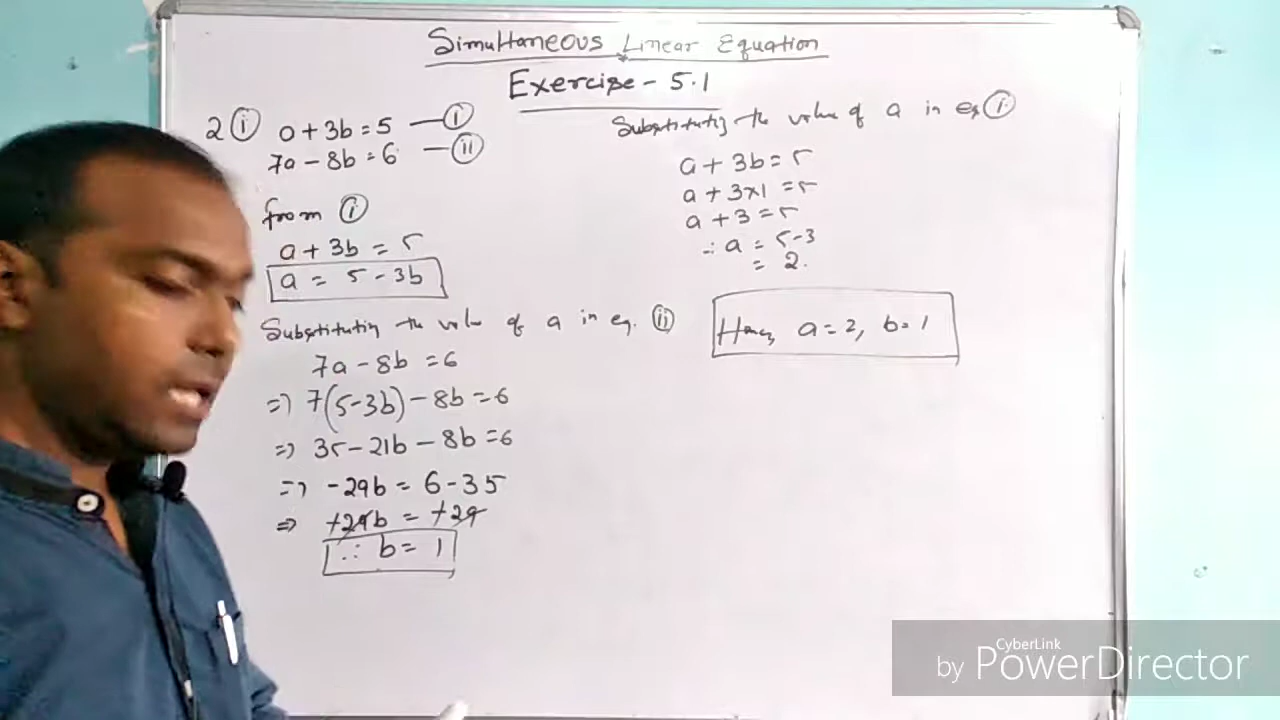 Simultaneous Linear Equation
Exercise - 5.1
2 (i) a + 3b = 5 — (i)
7a - 8b = 6 — (ii)
from (i)
a + 3b = 5
a = 5 - 3b
Substituting the value of a in eq. (ii)
7a - 8b = 6
=> 7(5-3b) - 8b = 6
=> 35 - 21b - 8b = 6
=> -29b = 6 - 35
=> +29b = +29
∴ b = 1
Substituting the value of a in eq (i)
a + 3b = 5
a + 3×1 = 5
a + 3 = 5
∴ a = 5-3
= 2.
Hence, a = 2, b = 1
CyberLink
by PowerDirector